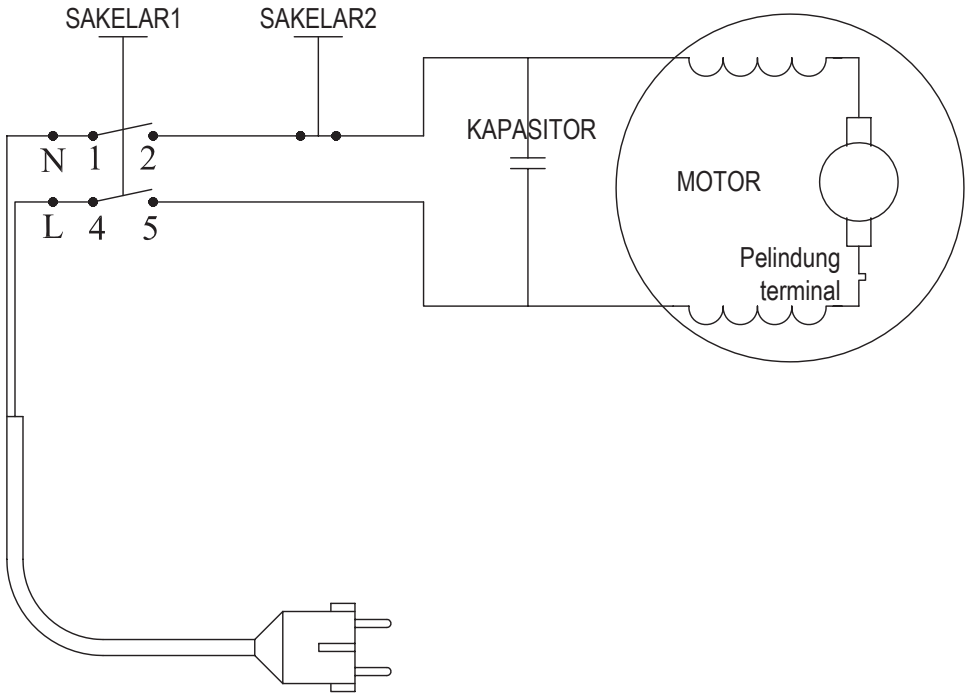 SAKELAR1
SAKELAR2
KAPASITOR
N 1 2
MOTOR
L 4 5
Pelindung
terminal